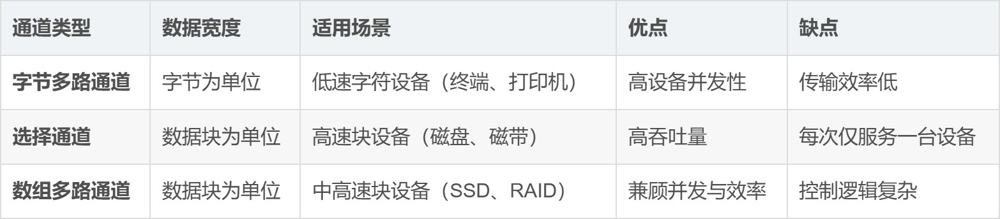 通道类型 数据宽度 适用场景 优点 缺点
字节多路通道 字节为单位 低速字符设备（终端、打印机） 高设备并发性 传输效率低
选择通道 数据块为单位 高速块设备（磁盘、磁带） 高吞吐量 每次仅服务一台设备
数组多路通道 数据块为单位 中高速块设备（SSD、RAID） 兼顾并发与效率 控制逻辑复杂